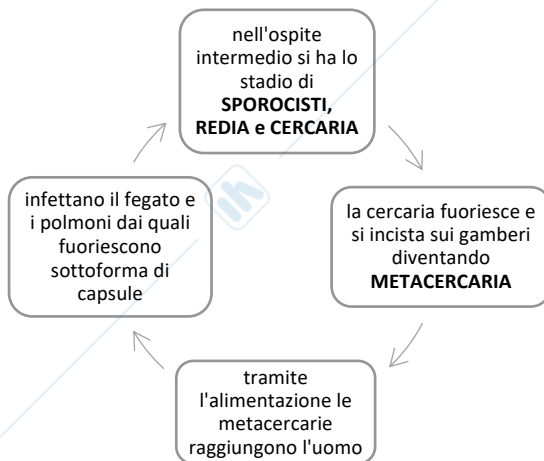 nell'ospite
intermedio si ha lo
stadio di
SPOROCISTI,
REDIA e CERCARIA
la cercaria fuoriesce e
si incista sui gamberi
diventando
METACERCARIA
tramite
l'alimentazione le
metacercarie
raggiungono l'uomo
infettano il fegato e
i polmoni dai quali
fuoriescono
sottoforma di
capsule